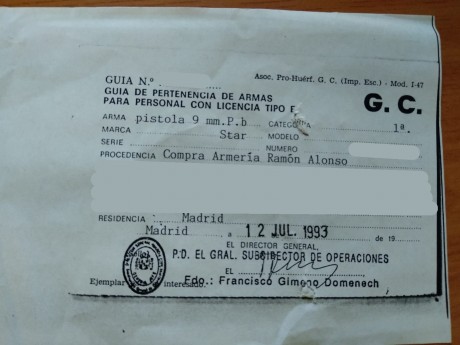 GUIA N.º Asoc. Pro-Huérf. G. C. (Imp. Esc.) - Mod. I-47
GUIA DE PERTENENCIA DE ARMAS
PARA PERSONAL CON LICENCIA TIPO E. G. C.
ARMA pistola 9 mm.P.b CATEGORIA 1ª.
MARCA Star MODELO
SERIE NUMERO
PROCEDENCIA Compra Armería Ramón Alonso
RESIDENCIA Madrid
Madrid a 12 JUL. 1993 de 19
EL DIRECTOR GENERAL,
P.D. EL GRAL. SUBDIRECTOR DE OPERACIONES
EL
Fdo.: Francisco Gimeno Domenech
Ejemplar interesado.